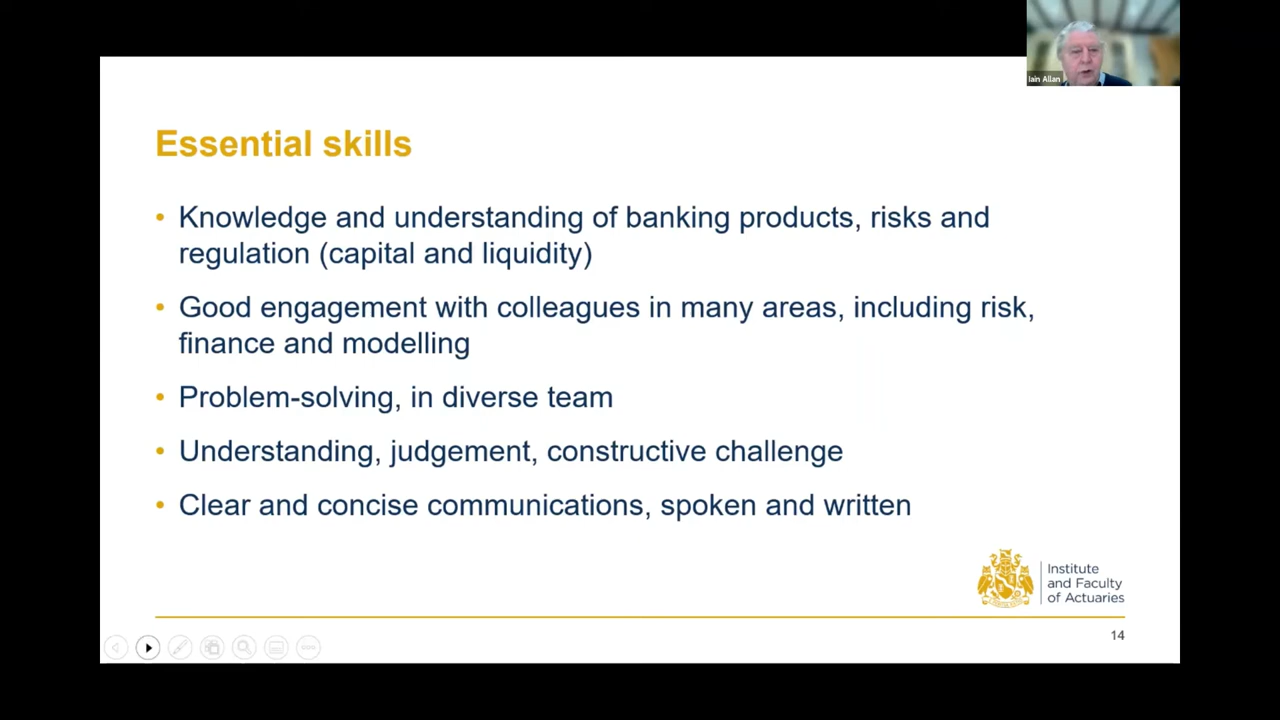 Iain Allan
Essential skills
• Knowledge and understanding of banking products, risks and
regulation (capital and liquidity)
• Good engagement with colleagues in many areas, including risk,
finance and modelling
• Problem-solving, in diverse team
• Understanding, judgement, constructive challenge
• Clear and concise communications, spoken and written
Institute
and Faculty
of Actuaries
14